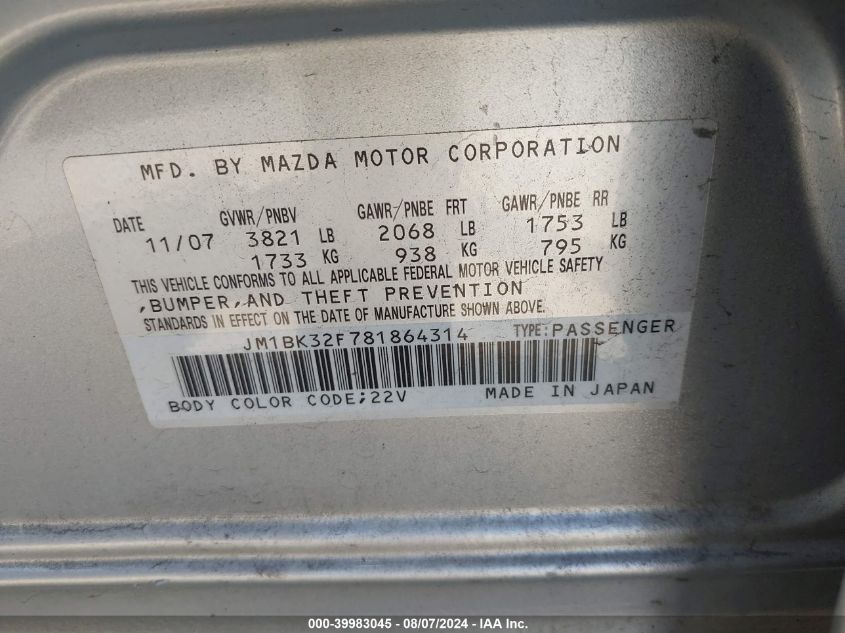 MFD. BY MAZDA MOTOR CORPORATION
DATE GVWR/PNBV GAWR/PNBE FRT GAWR/PNBE RR
11/07 3821 LB 2068 LB 1753 LB
1733 KG 938 KG 795 KG
THIS VEHICLE CONFORMS TO ALL APPLICABLE FEDERAL MOTOR VEHICLE SAFETY
,BUMPER,AND THEFT PREVENTION
STANDARDS IN EFFECT ON THE DATE OF MANUFACTURE SHOWN ABOVE.
JM1BK32F781864314 TYPE:PASSENGER
BODY COLOR CODE;22V MADE IN JAPAN
000-39983045 - 08/07/2024 - IAA Inc.